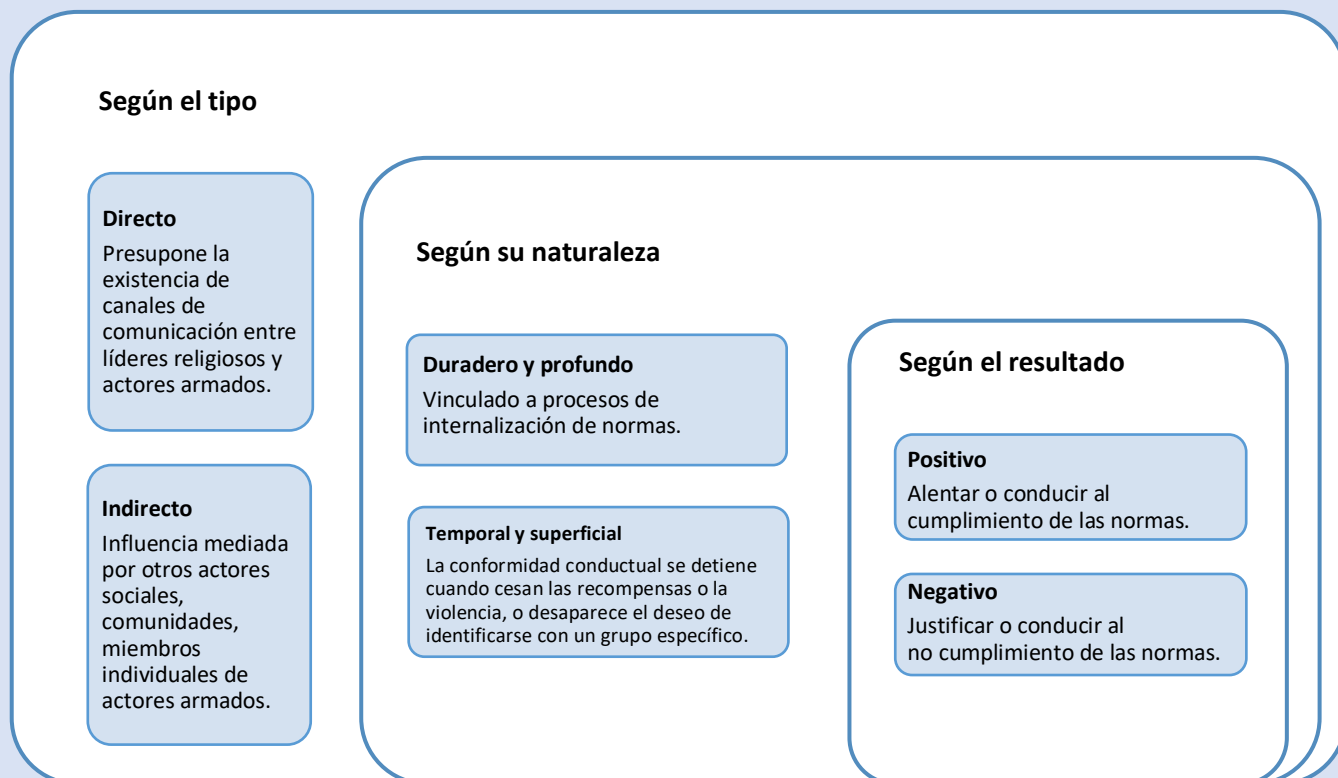 Según el tipo
Directo
Presupone la
existencia de
canales de
comunicación entre
líderes religiosos y
actores armados.
Indirecto
Influencia mediada
por otros actores
sociales,
comunidades,
miembros
individuales de
actores armados.
Según su naturaleza
Duradero y profundo
Vinculado a procesos de
internalización de normas.
Temporal y superficial
La conformidad conductual se detiene
cuando cesan las recompensas o la
violencia, o desaparece el deseo de
identificarse con un grupo específico.
Según el resultado
Positivo
Alentar o conducir al
cumplimiento de las normas.
Negativo
Justificar o conducir al
no cumplimiento de las normas.